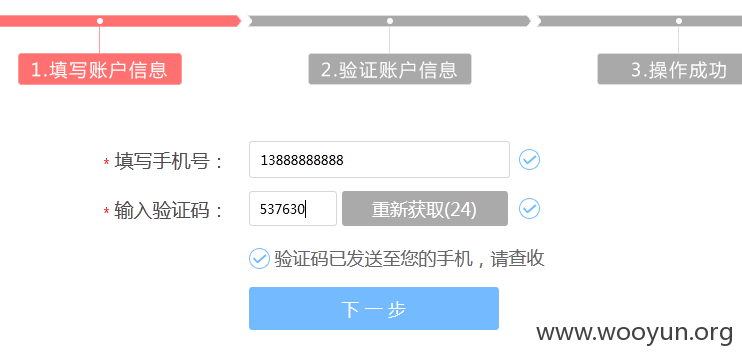 1.填写账户信息
2.验证账户信息
3.操作成功
* 填写手机号： 13888888888
* 输入验证码： 537630 重新获取(24)
验证码已发送至您的手机，请查收
下一步
www.wooyun.org